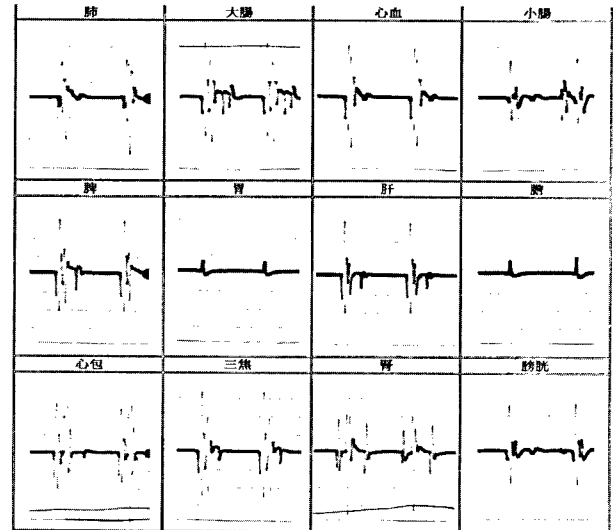 肺 大腸 心血 小腸
脾 胃 肝 膽
心包 三焦 腎 膀胱